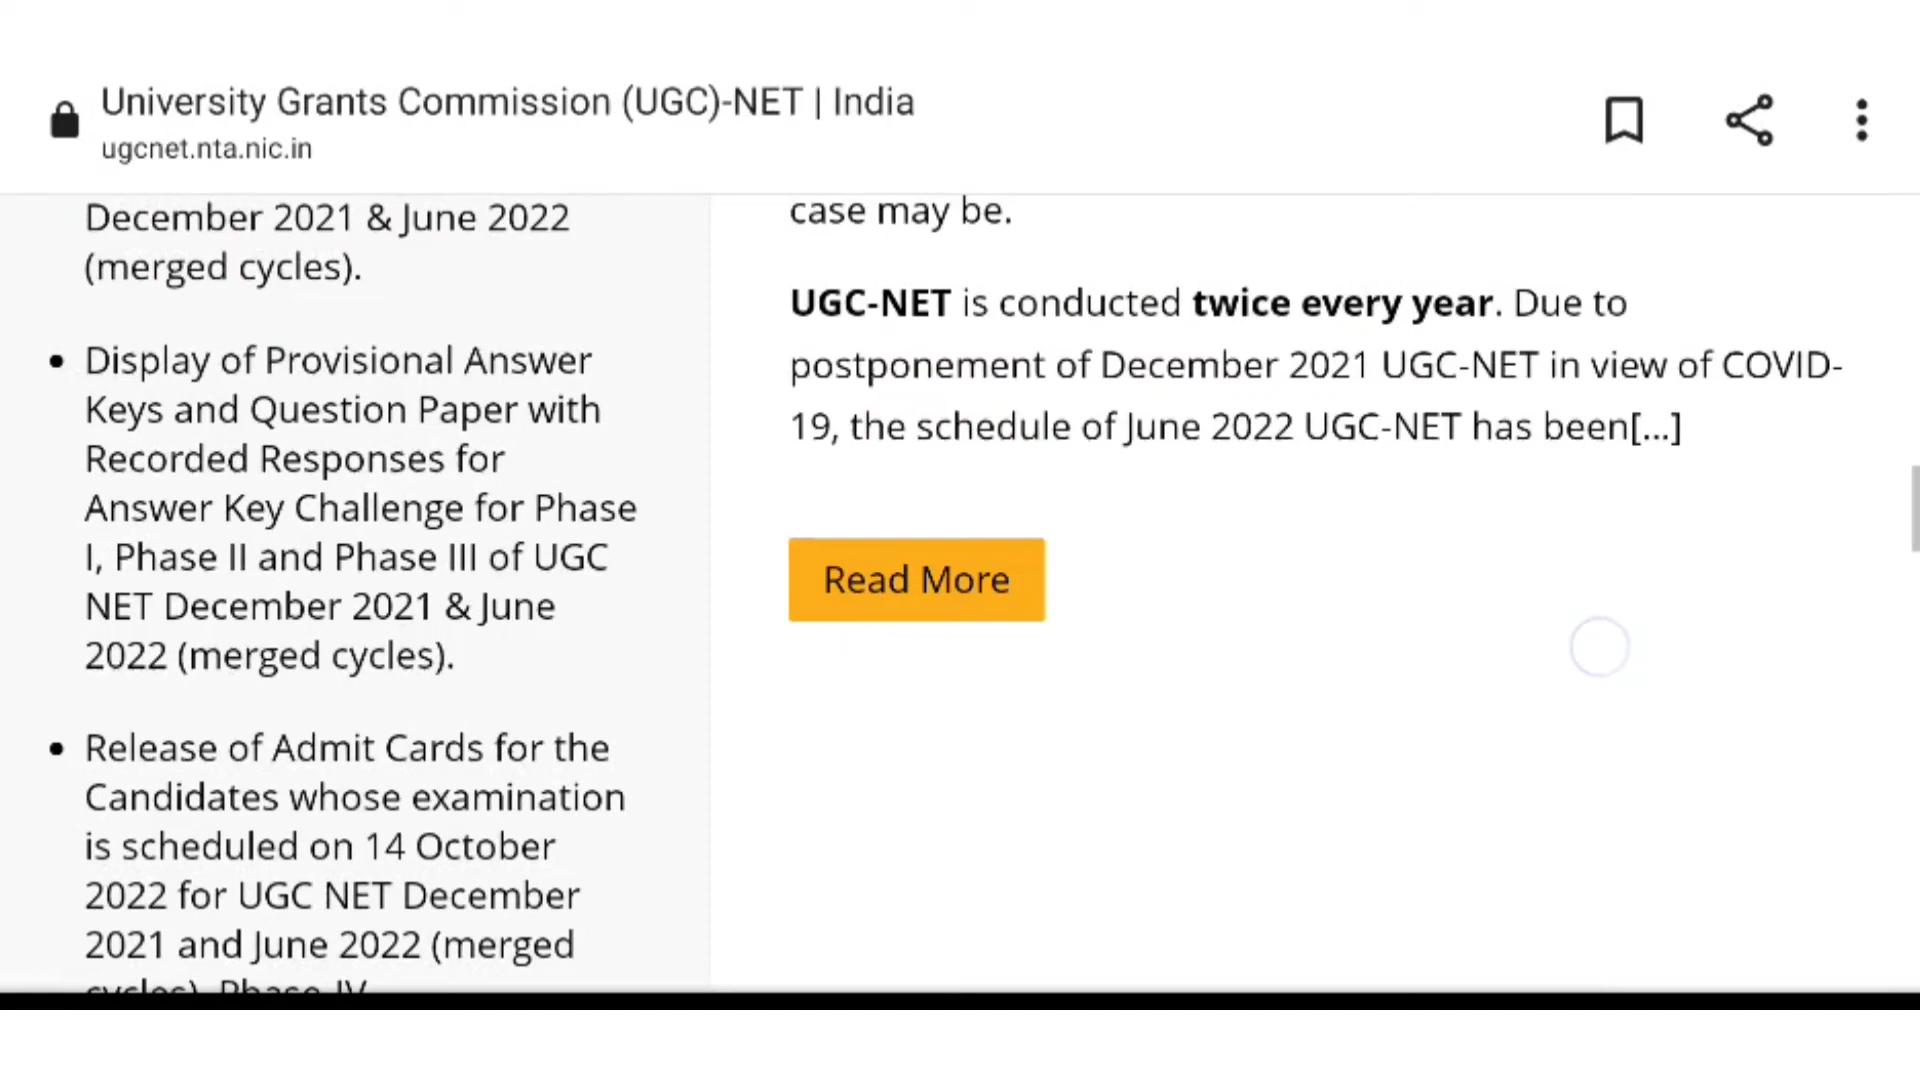 University Grants Commission (UGC)-NET | India
ugcnet.nta.nic.in
December 2021 & June 2022
(merged cycles).
• Display of Provisional Answer
Keys and Question Paper with
Recorded Responses for
Answer Key Challenge for Phase
I, Phase II and Phase III of UGC
NET December 2021 & June
2022 (merged cycles).
• Release of Admit Cards for the
Candidates whose examination
is scheduled on 14 October
2022 for UGC NET December
2021 and June 2022 (merged
cycles), Phase-IV
case may be.
UGC-NET is conducted twice every year. Due to
postponement of December 2021 UGC-NET in view of COVID-
19, the schedule of June 2022 UGC-NET has been[...]
Read More